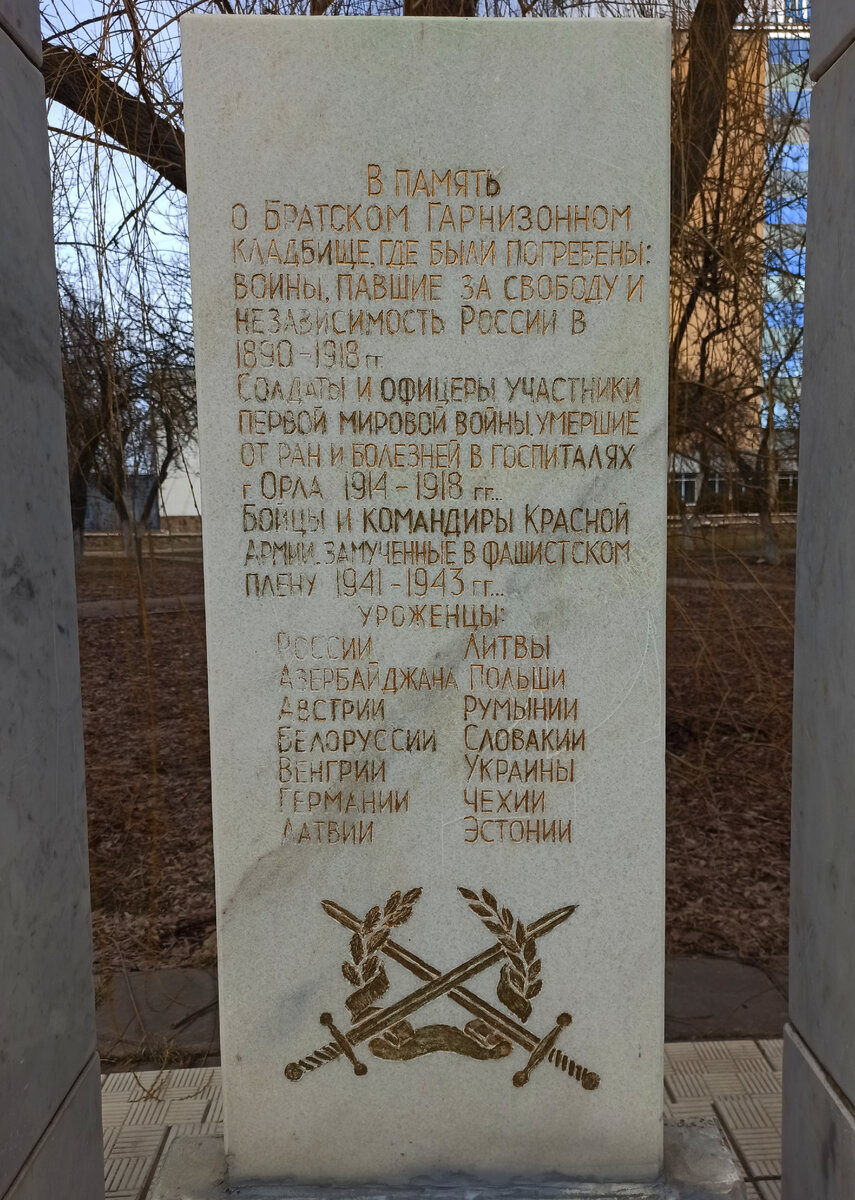 В ПАМЯТЬ
О БРАТСКОМ ГАРНИЗОННОМ
КЛАДБИЩЕ, ГДЕ БЫЛИ ПОГРЕБЕНЫ:
ВОИНЫ, ПАВШИЕ ЗА СВОБОДУ И
НЕЗАВИСИМОСТЬ РОССИИ В
1890-1918 гг
СОЛДАТЫ И ОФИЦЕРЫ УЧАСТНИКИ
ПЕРВОЙ МИРОВОЙ ВОЙНЫ, УМЕРШИЕ
ОТ РАН И БОЛЕЗНЕЙ В ГОСПИТАЛЯХ
г. ОРЛА 1914-1918 гг..
БОЙЦЫ И КОМАНДИРЫ КРАСНОЙ
АРМИИ, ЗАМУЧЕННЫЕ В ФАШИСТСКОМ
ПЛЕНУ 1941-1943 гг...
УРОЖЕНЦЫ:
РОССИИ ЛИТВЫ
АЗЕРБАЙДЖАНА ПОЛЬШИ
АВСТРИИ РУМЫНИИ
БЕЛОРУССИИ СЛОВАКИИ
ВЕНГРИИ УКРАИНЫ
ГЕРМАНИИ ЧЕХИИ
ЛАТВИИ ЭСТОНИИ